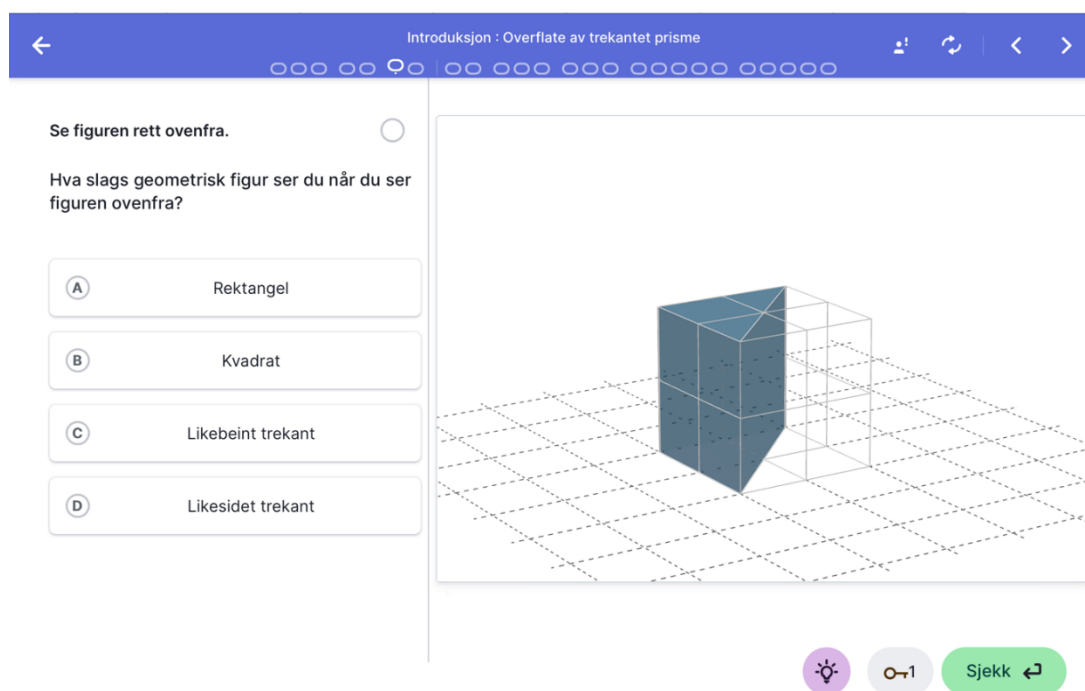 Introduksjon : Overflate av trekantet prisme
Se figuren rett ovenfra.
Hva slags geometrisk figur ser du når du ser
figuren ovenfra?
A Rektangel
B Kvadrat
C Likebeint trekant
D Likesidet trekant
1
Sjekk